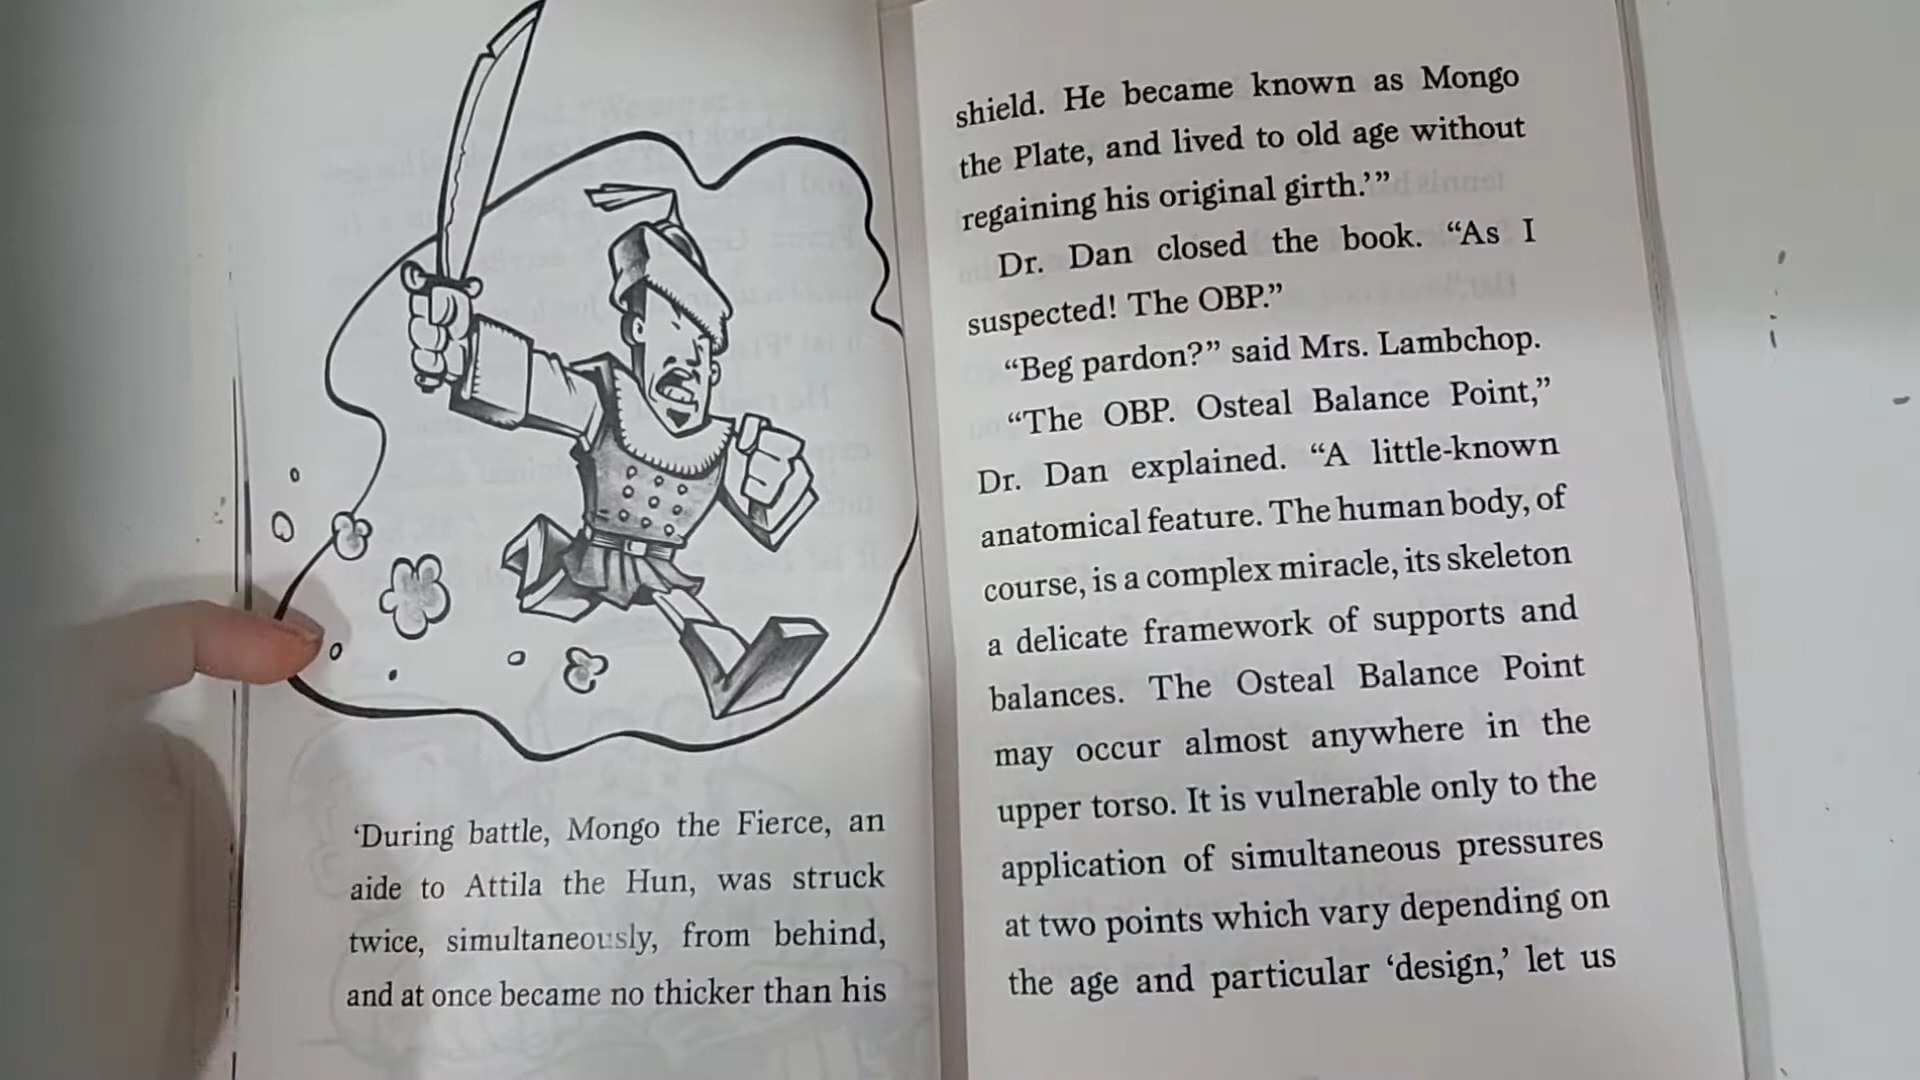 ‘During battle, Mongo the Fierce, an
aide to Attila the Hun, was struck
twice, simultaneously, from behind,
and at once became no thicker than his
shield. He became known as Mongo
the Plate, and lived to old age without
regaining his original girth.’”
Dr. Dan closed the book. “As I
suspected! The OBP.”
“Beg pardon?” said Mrs. Lambchop.
“The OBP. Osteal Balance Point,”
Dr. Dan explained. “A little-known
anatomical feature. The human body, of
course, is a complex miracle, its skeleton
a delicate framework of supports and
balances. The Osteal Balance Point
may occur almost anywhere in the
upper torso. It is vulnerable only to the
application of simultaneous pressures
at two points which vary depending on
the age and particular ‘design,’ let us